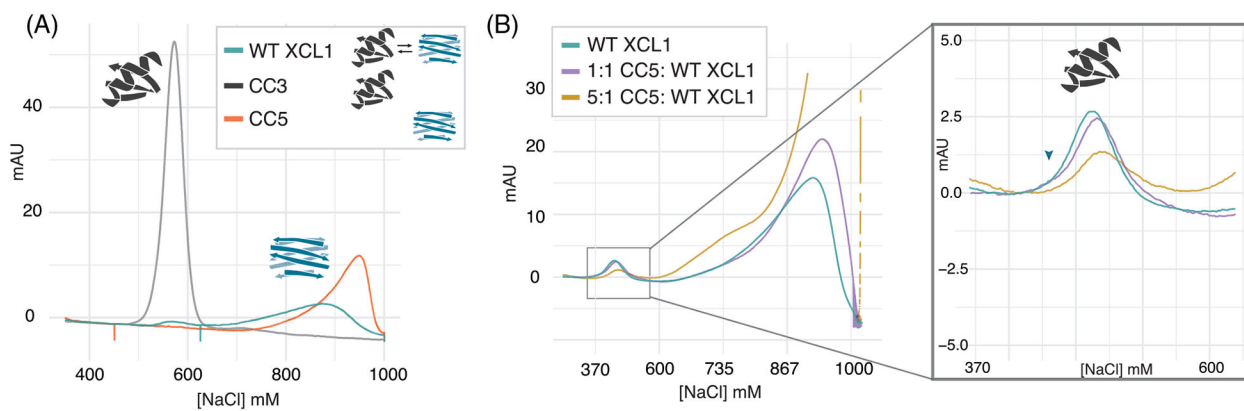 (A)
WT XCL1
CC3
CC5
40
20
0
mAU
400
600
800
1000
[NaCl] mM
(B)
WT XCL1
1:1 CC5: WT XCL1
5:1 CC5: WT XCL1
30
20
10
0
mAU
370
600
735
867
1000
[NaCl] mM
5.0
2.5
0.0
−2.5
−5.0
mAU
370
[NaCl] mM
600